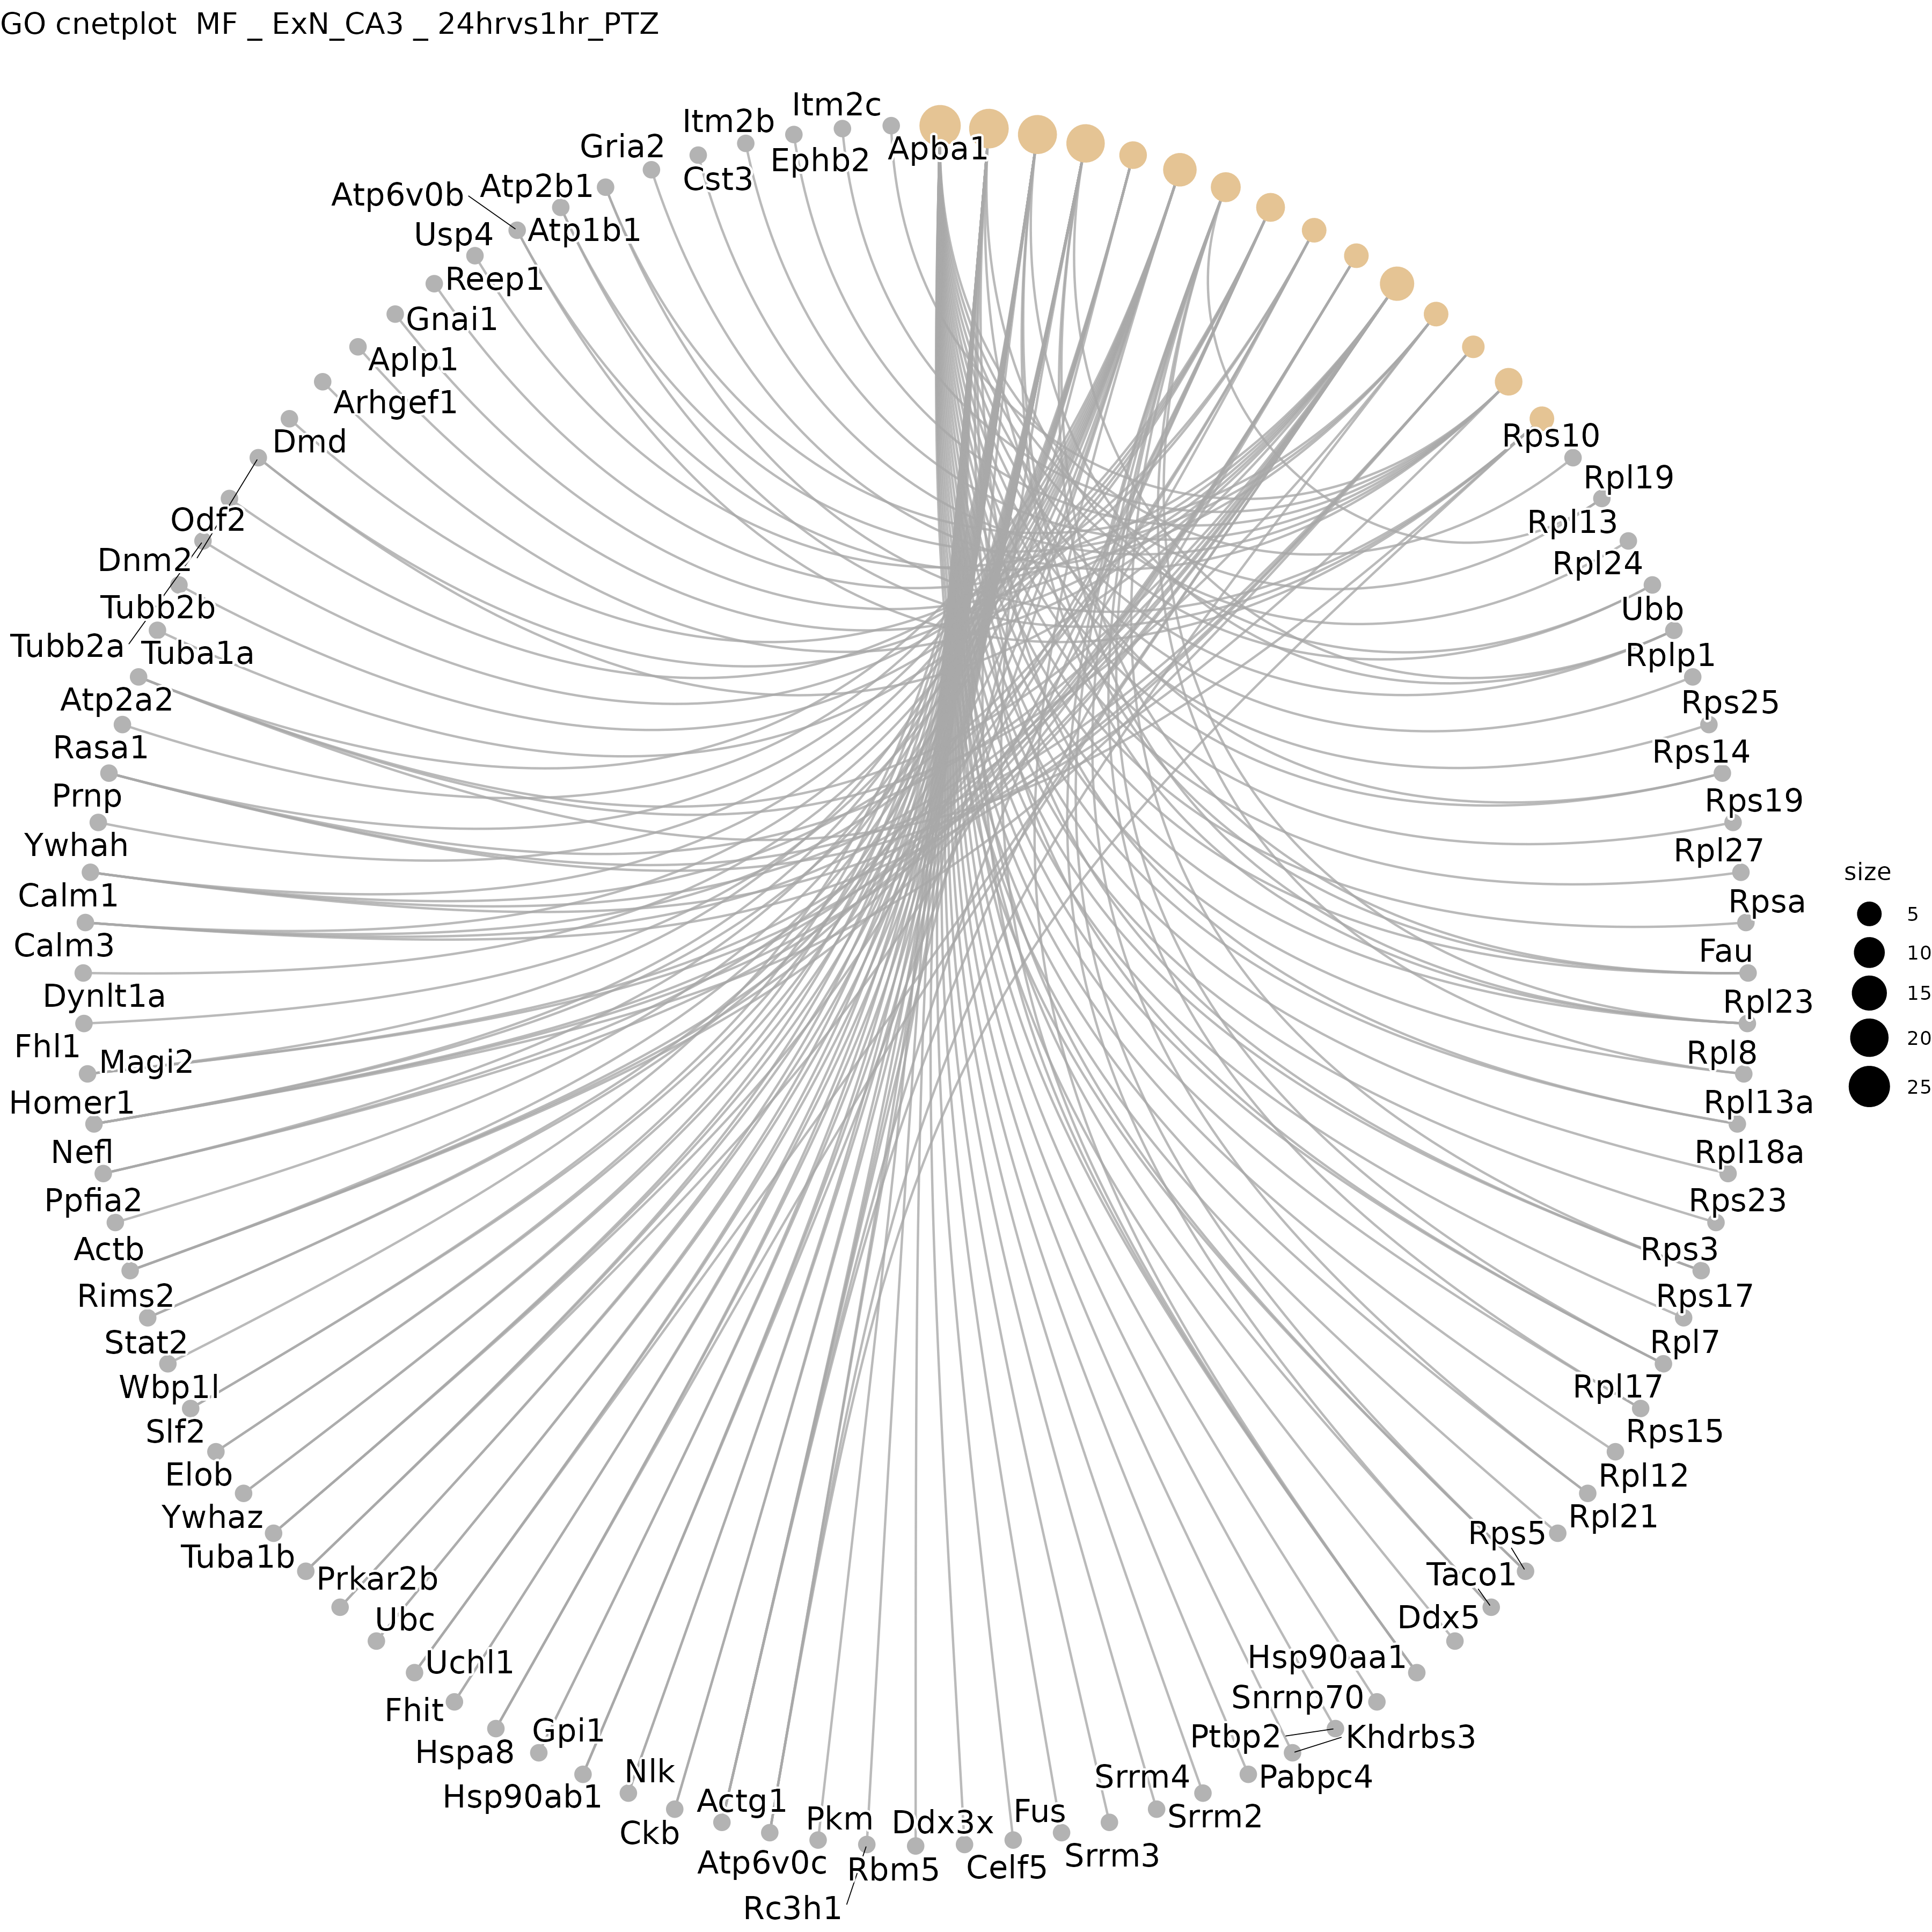 GO cnetplot  MF _ ExN_CA3 _ 24hrvs1hr_PTZ
Itm2c
Itm2b
Apba1
Gria2
Ephb2
Cst3
Atp2b1
Atp6v0b
Atp1b1
Usp4
Reep1
Gnai1
Aplp1
Arhgef1
Dmd
Odf2
Dnm2
Tubb2b
Tubb2a
Tuba1a
Atp2a2
Rasa1
Prnp
Ywhah
Calm1
Calm3
Dynlt1a
Fhl1
Magi2
Homer1
Nefl
Ppfia2
Actb
Rims2
Stat2
Wbp1l
Slf2
Elob
Ywhaz
Tuba1b
Prkar2b
Ubc
Uchl1
Fhit
Hspa8
Gpi1
Hsp90ab1
Nlk
Ckb
Actg1
Atp6v0c
Pkm
Rc3h1
Rbm5
Ddx3x
Celf5
Fus
Srrm3
Srrm4
Srrm2
Pabpc4
Ptbp2
Khdrbs3
Snrnp70
Hsp90aa1
Ddx5
Taco1
Rps5
Rpl21
Rpl12
Rps15
Rpl17
Rpl7
Rps17
Rps3
Rps23
Rpl18a
Rpl13a
Rpl8
Rpl23
Fau
Rpsa
Rpl27
Rps19
Rps14
Rps25
Rplp1
Ubb
Rpl24
Rpl13
Rpl19
Rps10
size
5
10
15
20
25